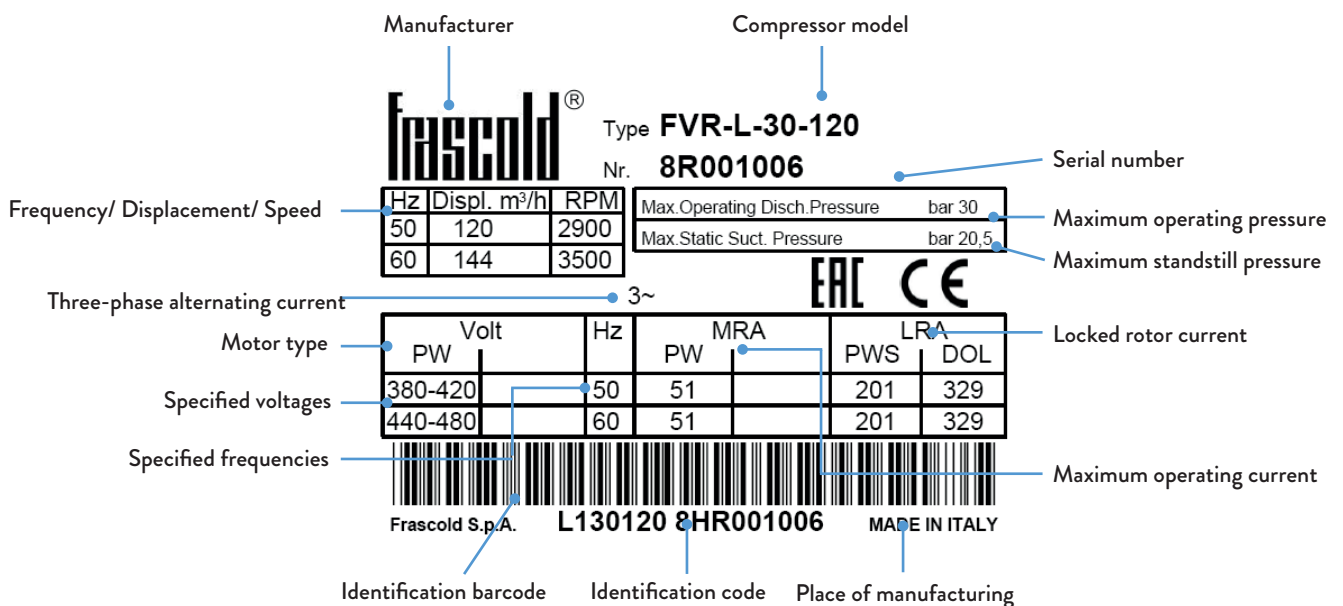 Manufacturer
Compressor model
frascold®
Type FVR-L-30-120
Nr. 8R001006
Serial number
Frequency/ Displacement/ Speed
Hz Displ. m³/h RPM
50 120 2900
60 144 3500
Max.Operating Disch.Pressure bar 30
Max.Static Suct. Pressure bar 20,5
Maximum operating pressure
Maximum standstill pressure
EAC CE
Three-phase alternating current
3~
Motor type
Volt Hz MRA LRA
PW PW PWS DOL
380-420 50 51 201 329
440-480 60 51 201 329
Locked rotor current
Specified voltages
Specified frequencies
Maximum operating current
Frascold S.p.A. L130120 8HR001006 MADE IN ITALY
Identification barcode
Identification code
Place of manufacturing